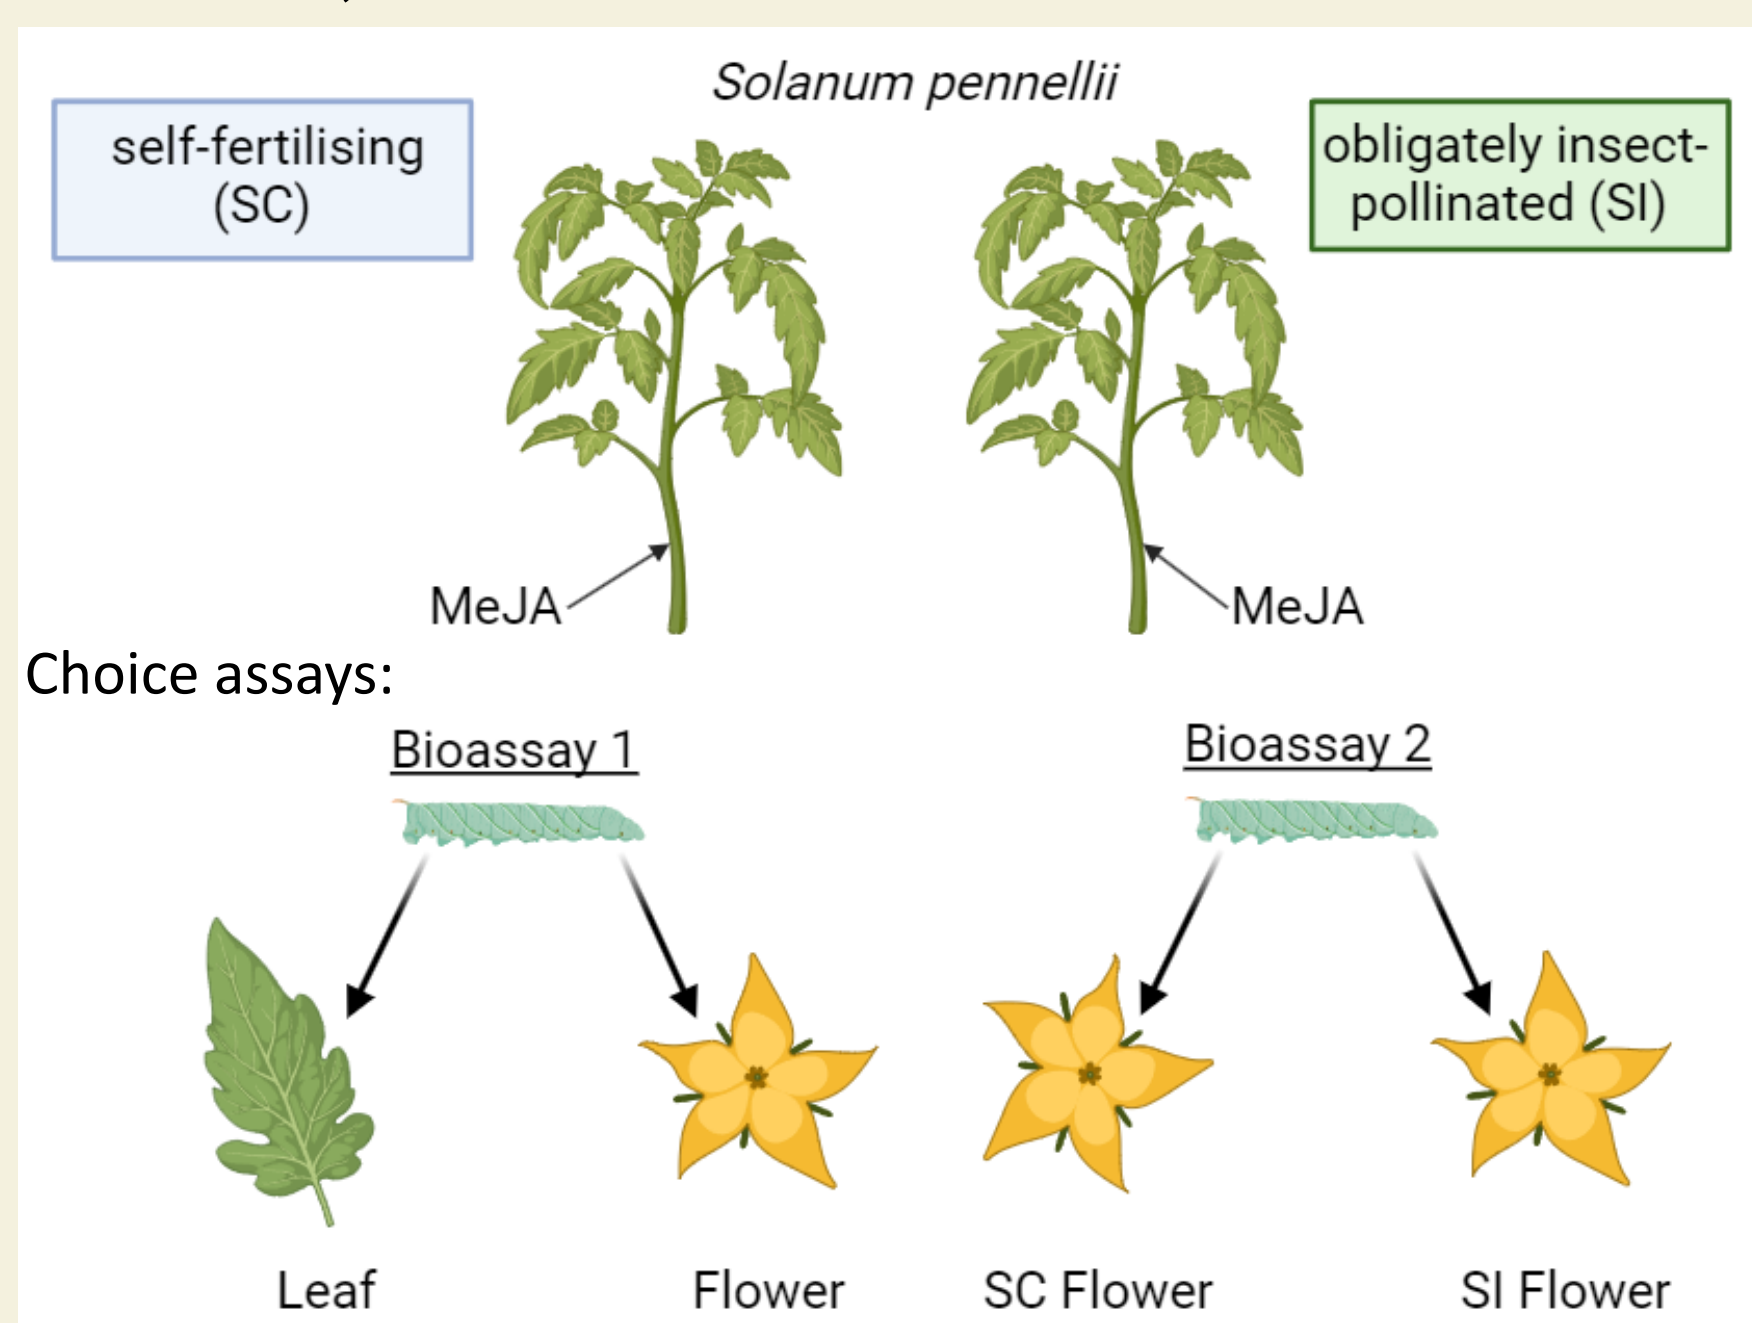 Solanum pennellii
self-fertilising
(SC)
obligately insect-
pollinated (SI)
MeJA
MeJA
Choice assays:
Bioassay 1
Bioassay 2
Leaf
Flower
SC Flower
SI Flower